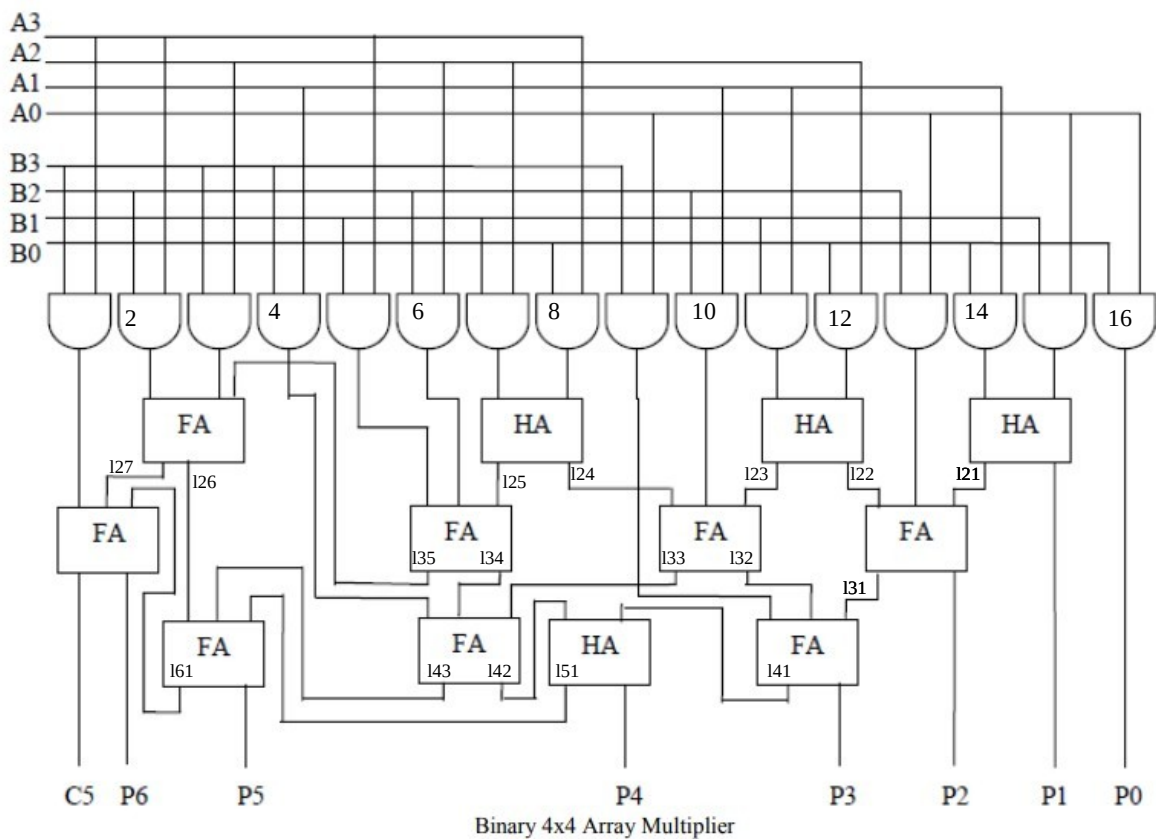 A3
A2
A1
A0
B3
B2
B1
B0
2 4 6 8 10 12 14 16
FA HA HA HA
l27 l26 l25 l24 l23 l22 l21
FA FA FA FA
l35 l34 l33 l32
l31
FA FA HA FA
l61 l43 l42 l51 l41
C5 P6 P5 P4 P3 P2 P1 P0
Binary 4x4 Array Multiplier